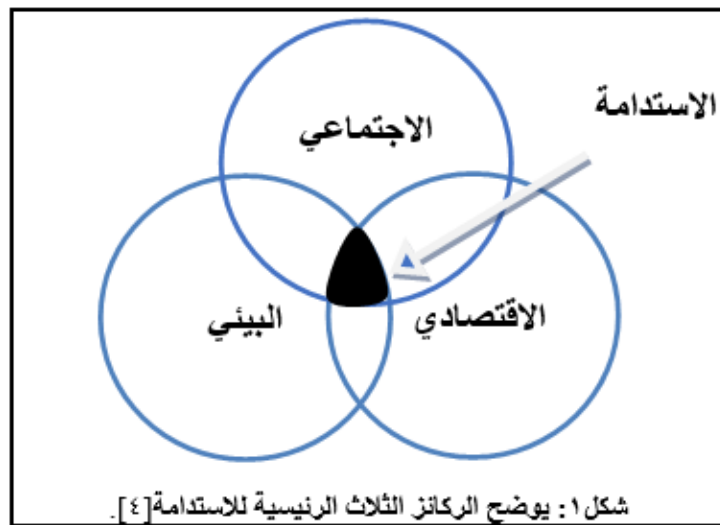 الاجتماعي
الاستدامة
البيئي
الاقتصادي
شكل١: يوضح الركائز الثلاث الرئيسية للاستدامة[٤].